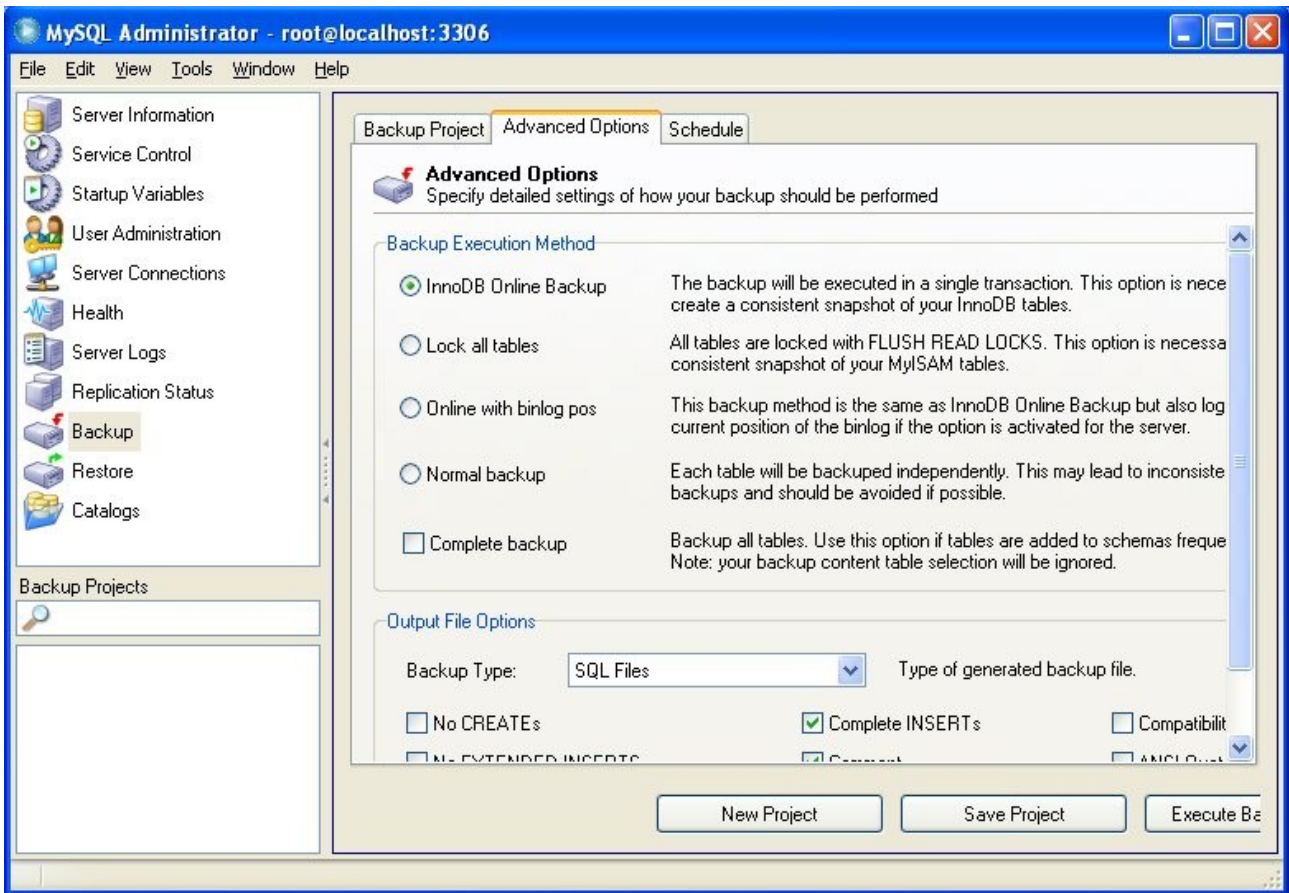 MySQL Administrator - root@localhost:3306
File Edit View Tools Window Help
Server Information
Service Control
Startup Variables
User Administration
Server Connections
Health
Server Logs
Replication Status
Backup
Restore
Catalogs
Backup Projects
Backup Project Advanced Options Schedule
Advanced Options
Specify detailed settings of how your backup should be performed
Backup Execution Method
InnoDB Online Backup
The backup will be executed in a single transaction. This option is nece
create a consistent snapshot of your InnoDB tables.
Lock all tables
All tables are locked with FLUSH READ LOCKS. This option is necessa
consistent snapshot of your MyISAM tables.
Online with binlog pos
This backup method is the same as InnoDB Online Backup but also log
current position of the binlog if the option is activated for the server.
Normal backup
Each table will be backuped independently. This may lead to inconsiste
backups and should be avoided if possible.
Complete backup
Backup all tables. Use this option if tables are added to schemas freque
Note: your backup content table selection will be ignored.
Output File Options
Backup Type: SQL Files Type of generated backup file.
No CREATEs Complete INSERTs Compatibilit
No EXTENDED INSERTS Comment ANSI Quot
New Project Save Project Execute Ba